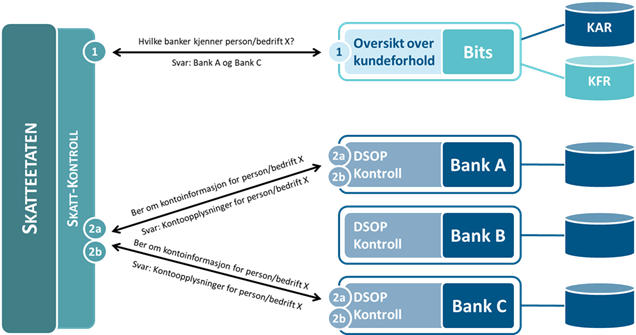 SKATTEETATEN
SKATT-KONTROLL
1
Hvilke banker kjenner person/bedrift X?
Svar: Bank A og Bank C
1
Oversikt over
kundeforhold
Bits
KAR
KFR
2a
2b
Ber om kontoinformasjon for person/bedrift X
Svar: Kontoopplysninger for person/bedrift X
2a
2b
DSOP
Kontroll
Bank A
DSOP
Kontroll
Bank B
Ber om kontoinformasjon for person/bedrift X
Svar: Kontoopplysninger for person/bedrift X
2a
2b
DSOP
Kontroll
Bank C